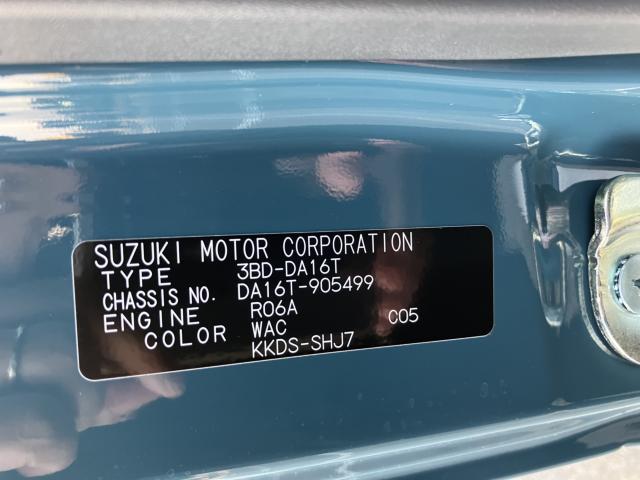 SUZUKI MOTOR CORPORATION
TYPE 3BD-DA16T
CHASSIS NO. DA16T-905499
ENGINE R06A C05
COLOR WAC
KKDS-SHJ7